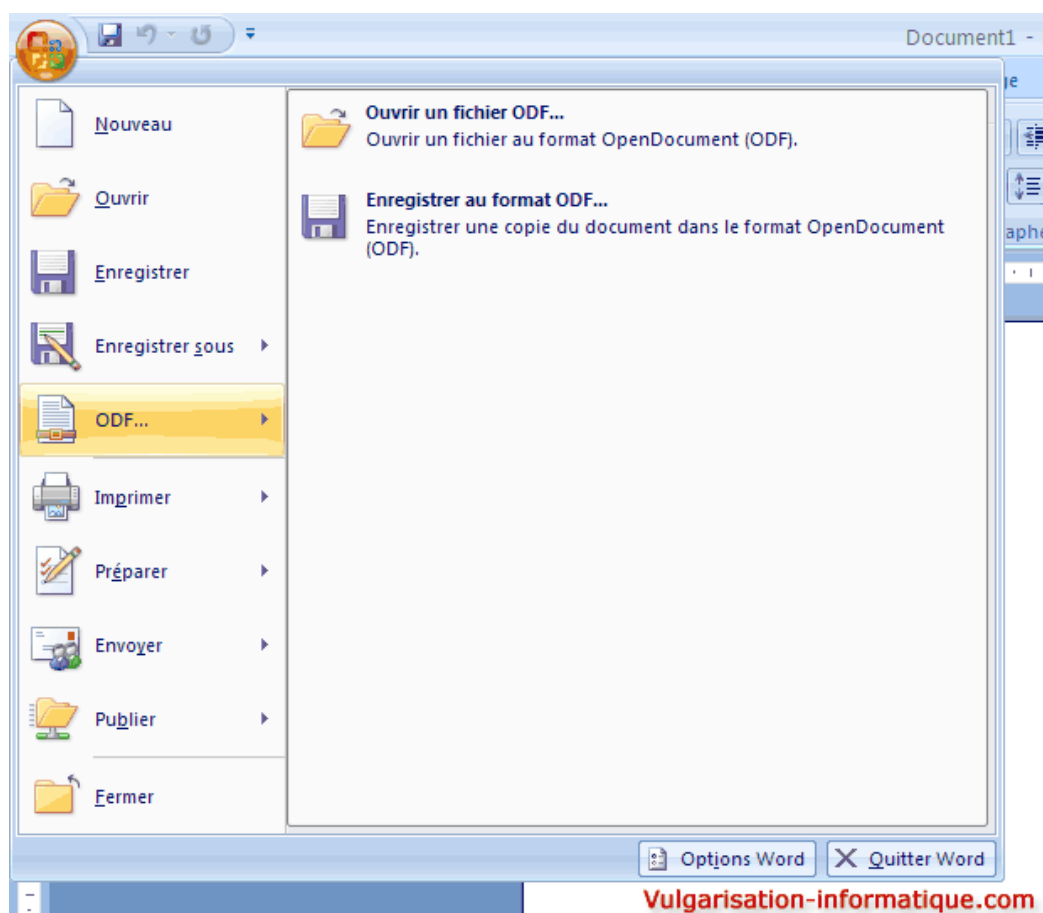 Document1 -
Nouveau
Ouvrir
Enregistrer
Enregistrer sous
ODF...
Imprimer
Préparer
Envoyer
Publier
Fermer
Ouvrir un fichier ODF...
Ouvrir un fichier au format OpenDocument (ODF).
Enregistrer au format ODF...
Enregistrer une copie du document dans le format OpenDocument
(ODF).
Options Word
Quitter Word
Vulgarisation-informatique.com